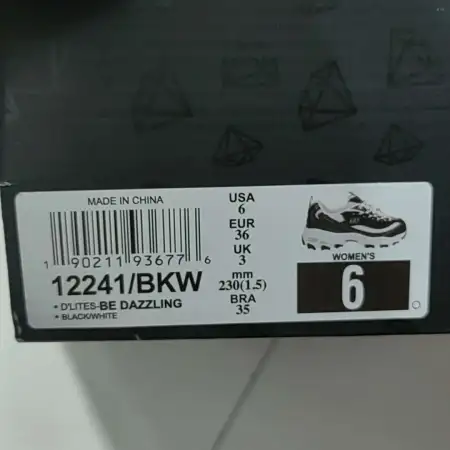 MADE IN CHINA
1 90211 93677 6
12241/BKW
• D'LITES-BE DAZZLING
• BLACK/WHITE
USA
6
EUR
36
UK
3
mm
230(1.5)
BRA
35
WOMEN'S
6